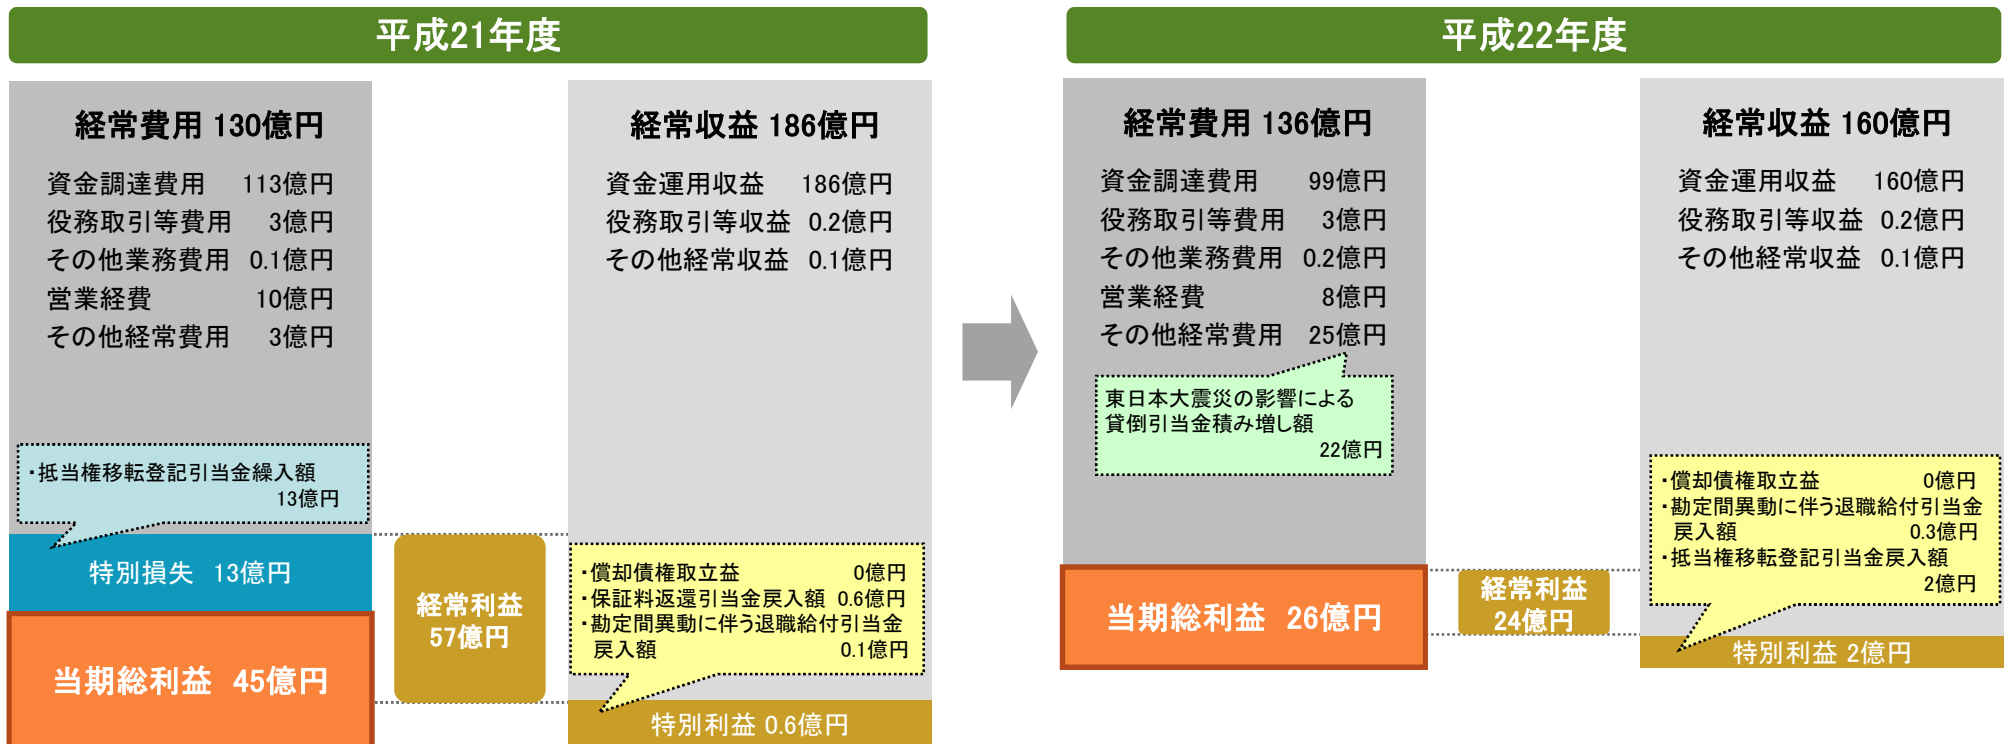 平成21年度
経常費用 130億円
資金調達費用 113億円
役務取引等費用 3億円
その他業務費用 0.1億円
営業経費 10億円
その他経常費用 3億円
・抵当権移転登記引当金繰入額
13億円
特別損失 13億円
当期総利益 45億円
経常利益
57億円
経常収益 186億円
資金運用収益 186億円
役務取引等収益 0.2億円
その他経常収益 0.1億円
・償却債権取立益 0億円
・保証料返還引当金戻入額 0.6億円
・勘定間異動に伴う退職給付引当金
戻入額 0.1億円
特別利益 0.6億円
平成22年度
経常費用 136億円
資金調達費用 99億円
役務取引等費用 3億円
その他業務費用 0.2億円
営業経費 8億円
その他経常費用 25億円
東日本大震災の影響による
貸倒引当金積み増し額
22億円
当期総利益 26億円
経常利益
24億円
経常収益 160億円
資金運用収益 160億円
役務取引等収益 0.2億円
その他経常収益 0.1億円
・償却債権取立益 0億円
・勘定間異動に伴う退職給付引当金
戻入額 0.3億円
・抵当権移転登記引当金戻入額
2億円
特別利益 2億円